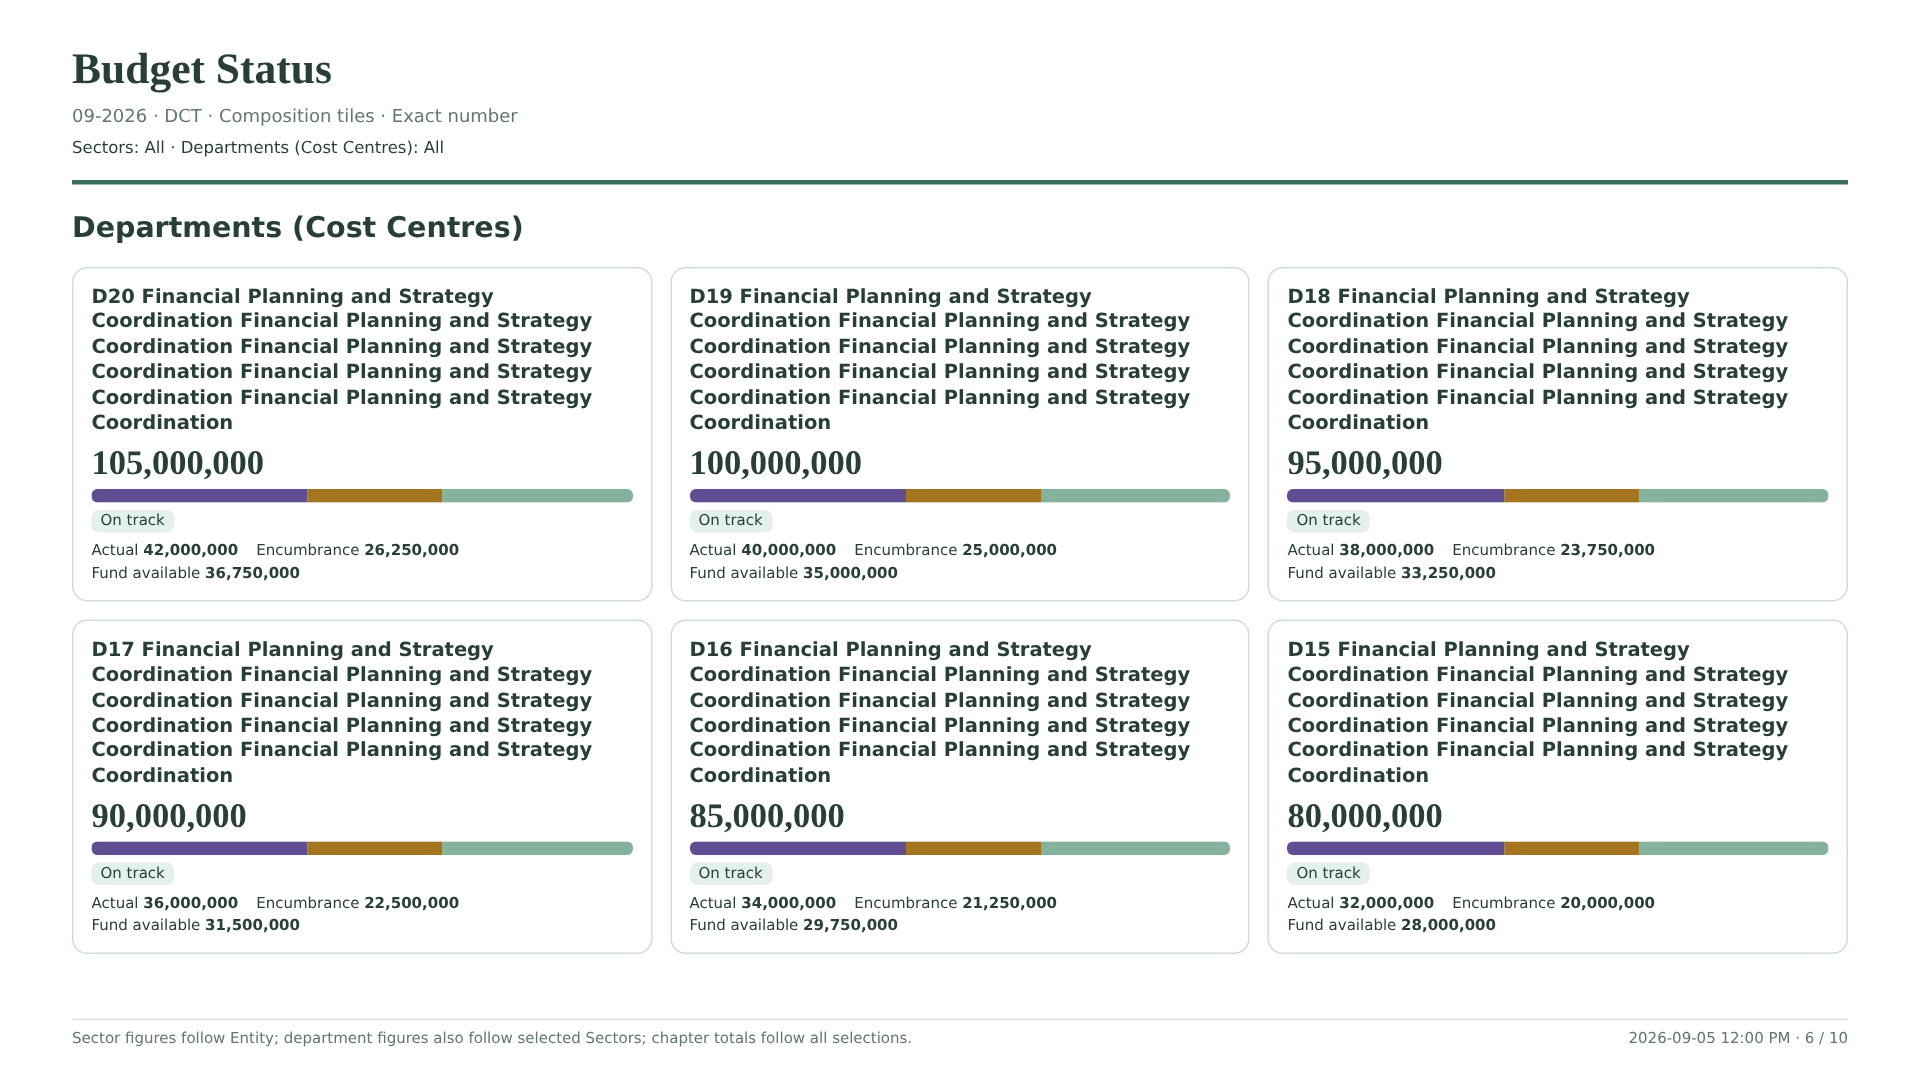 Budget Status
09-2026 · DCT · Composition tiles · Exact number
Sectors: All · Departments (Cost Centres): All
Departments (Cost Centres)
D20 Financial Planning and Strategy
Coordination Financial Planning and Strategy
Coordination Financial Planning and Strategy
Coordination Financial Planning and Strategy
Coordination Financial Planning and Strategy
Coordination
105,000,000
On track
Actual 42,000,000 Encumbrance 26,250,000
Fund available 36,750,000
D19 Financial Planning and Strategy
Coordination Financial Planning and Strategy
Coordination Financial Planning and Strategy
Coordination Financial Planning and Strategy
Coordination Financial Planning and Strategy
Coordination
100,000,000
On track
Actual 40,000,000 Encumbrance 25,000,000
Fund available 35,000,000
D18 Financial Planning and Strategy
Coordination Financial Planning and Strategy
Coordination Financial Planning and Strategy
Coordination Financial Planning and Strategy
Coordination Financial Planning and Strategy
Coordination
95,000,000
On track
Actual 38,000,000 Encumbrance 23,750,000
Fund available 33,250,000
D17 Financial Planning and Strategy
Coordination Financial Planning and Strategy
Coordination Financial Planning and Strategy
Coordination Financial Planning and Strategy
Coordination Financial Planning and Strategy
Coordination
90,000,000
On track
Actual 36,000,000 Encumbrance 22,500,000
Fund available 31,500,000
D16 Financial Planning and Strategy
Coordination Financial Planning and Strategy
Coordination Financial Planning and Strategy
Coordination Financial Planning and Strategy
Coordination Financial Planning and Strategy
Coordination
85,000,000
On track
Actual 34,000,000 Encumbrance 21,250,000
Fund available 29,750,000
D15 Financial Planning and Strategy
Coordination Financial Planning and Strategy
Coordination Financial Planning and Strategy
Coordination Financial Planning and Strategy
Coordination Financial Planning and Strategy
Coordination
80,000,000
On track
Actual 32,000,000 Encumbrance 20,000,000
Fund available 28,000,000
Sector figures follow Entity; department figures also follow selected Sectors; chapter totals follow all selections.
2026-09-05 12:00 PM · 6 / 10